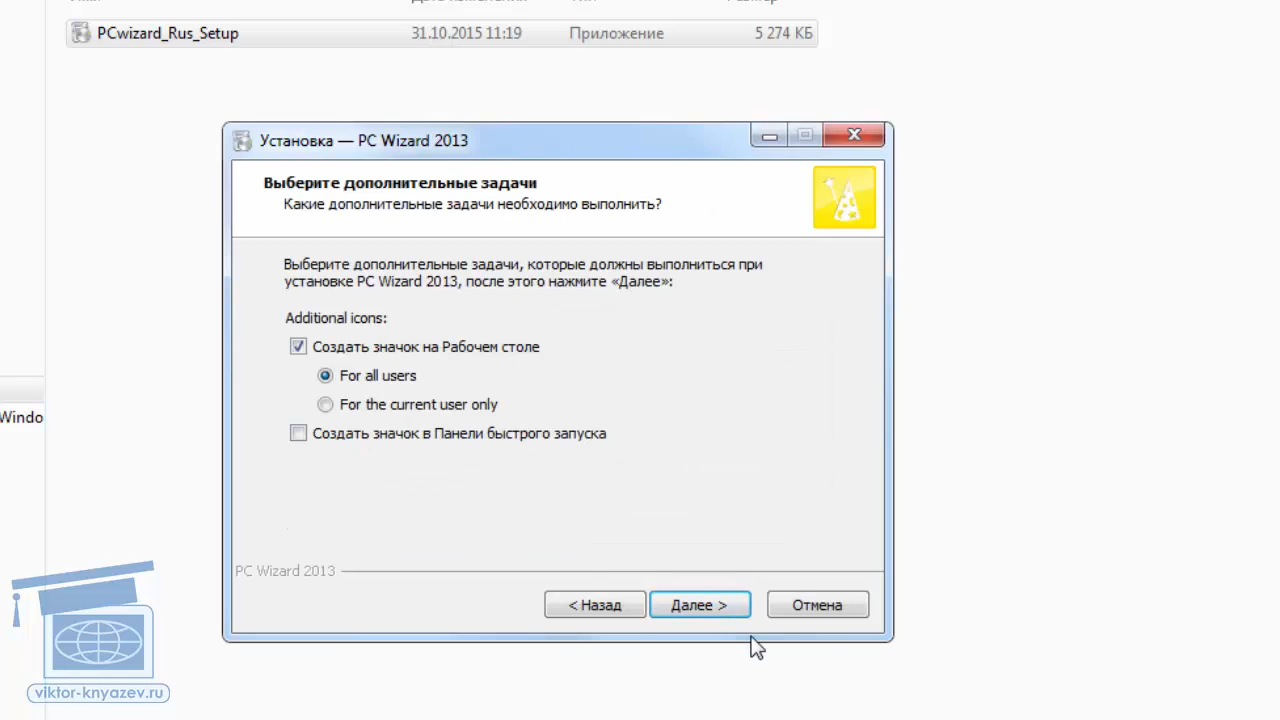 PCwizard_Rus_Setup 31.10.2015 11:19 Приложение 5 274 КБ
Установка — PC Wizard 2013
Выберите дополнительные задачи
Какие дополнительные задачи необходимо выполнить?
Выберите дополнительные задачи, которые должны выполниться при
установке PC Wizard 2013, после этого нажмите «Далее»:
Additional icons:
Создать значок на Рабочем столе
For all users
For the current user only
Windo
Создать значок в Панели быстрого запуска
PC Wizard 2013
< Назад Далее > Отмена
viktor-knyazev.ru